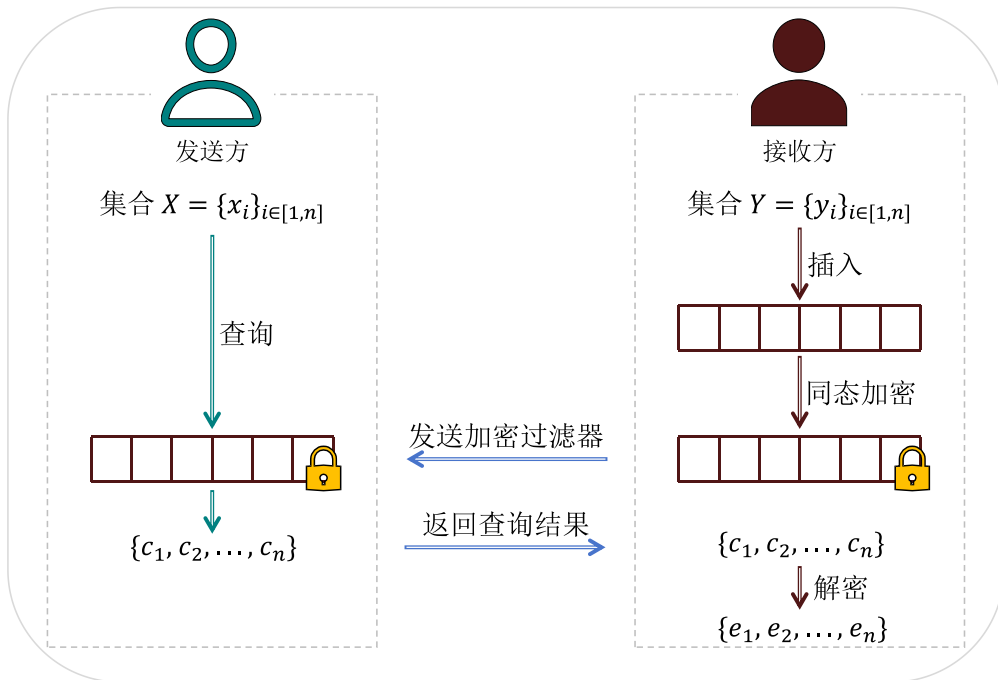 发送方
集合 X = {x_i}_{i∈[1,n]}
查询
{c_1, c_2, …, c_n}
发送加密过滤器
返回查询结果
接收方
集合 Y = {y_i}_{i∈[1,n]}
插入
同态加密
{c_1, c_2, …, c_n}
解密
{e_1, e_2, …, e_n}